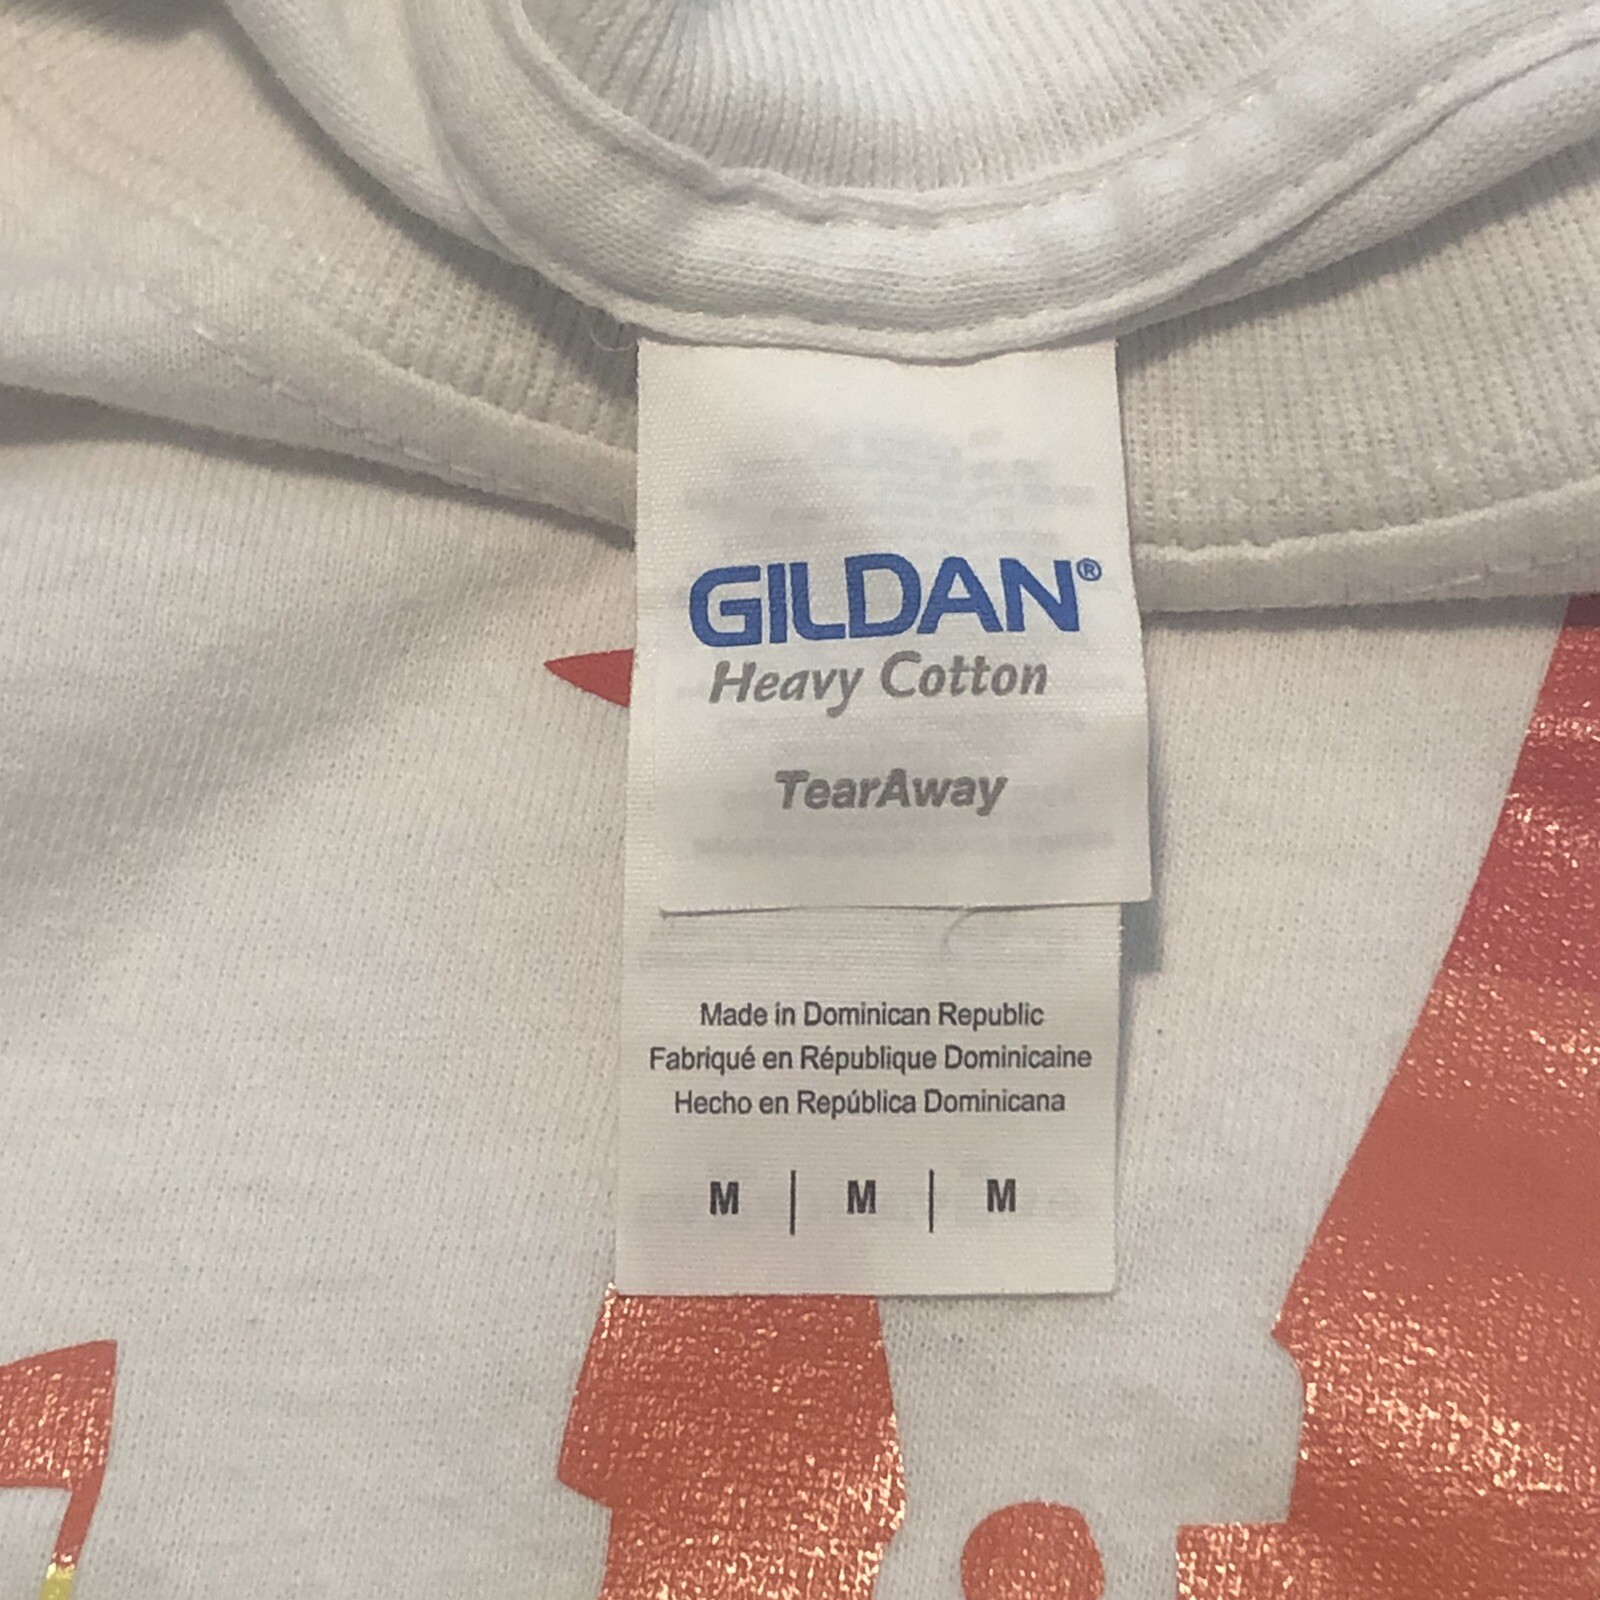 GILDAN®
Heavy Cotton
TearAway
Made in Dominican Republic
Fabriqué en République Dominicaine
Hecho en República Dominicana
M | M | M